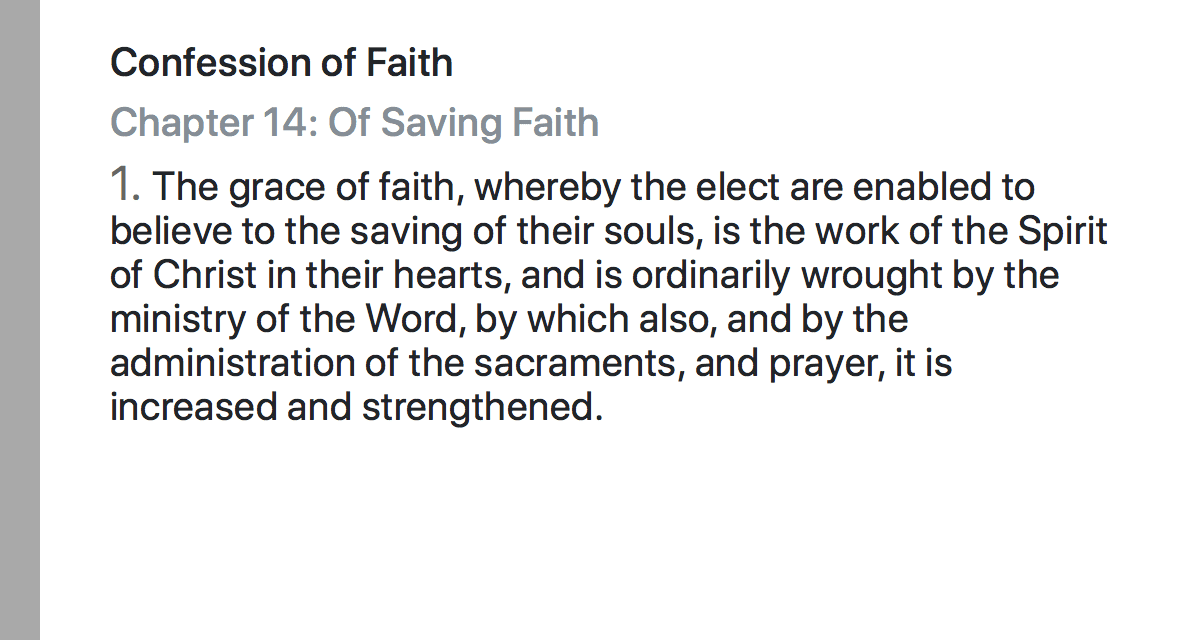 Confession of Faith
Chapter 14: Of Saving Faith
1. The grace of faith, whereby the elect are enabled to
believe to the saving of their souls, is the work of the Spirit
of Christ in their hearts, and is ordinarily wrought by the
ministry of the Word, by which also, and by the
administration of the sacraments, and prayer, it is
increased and strengthened.